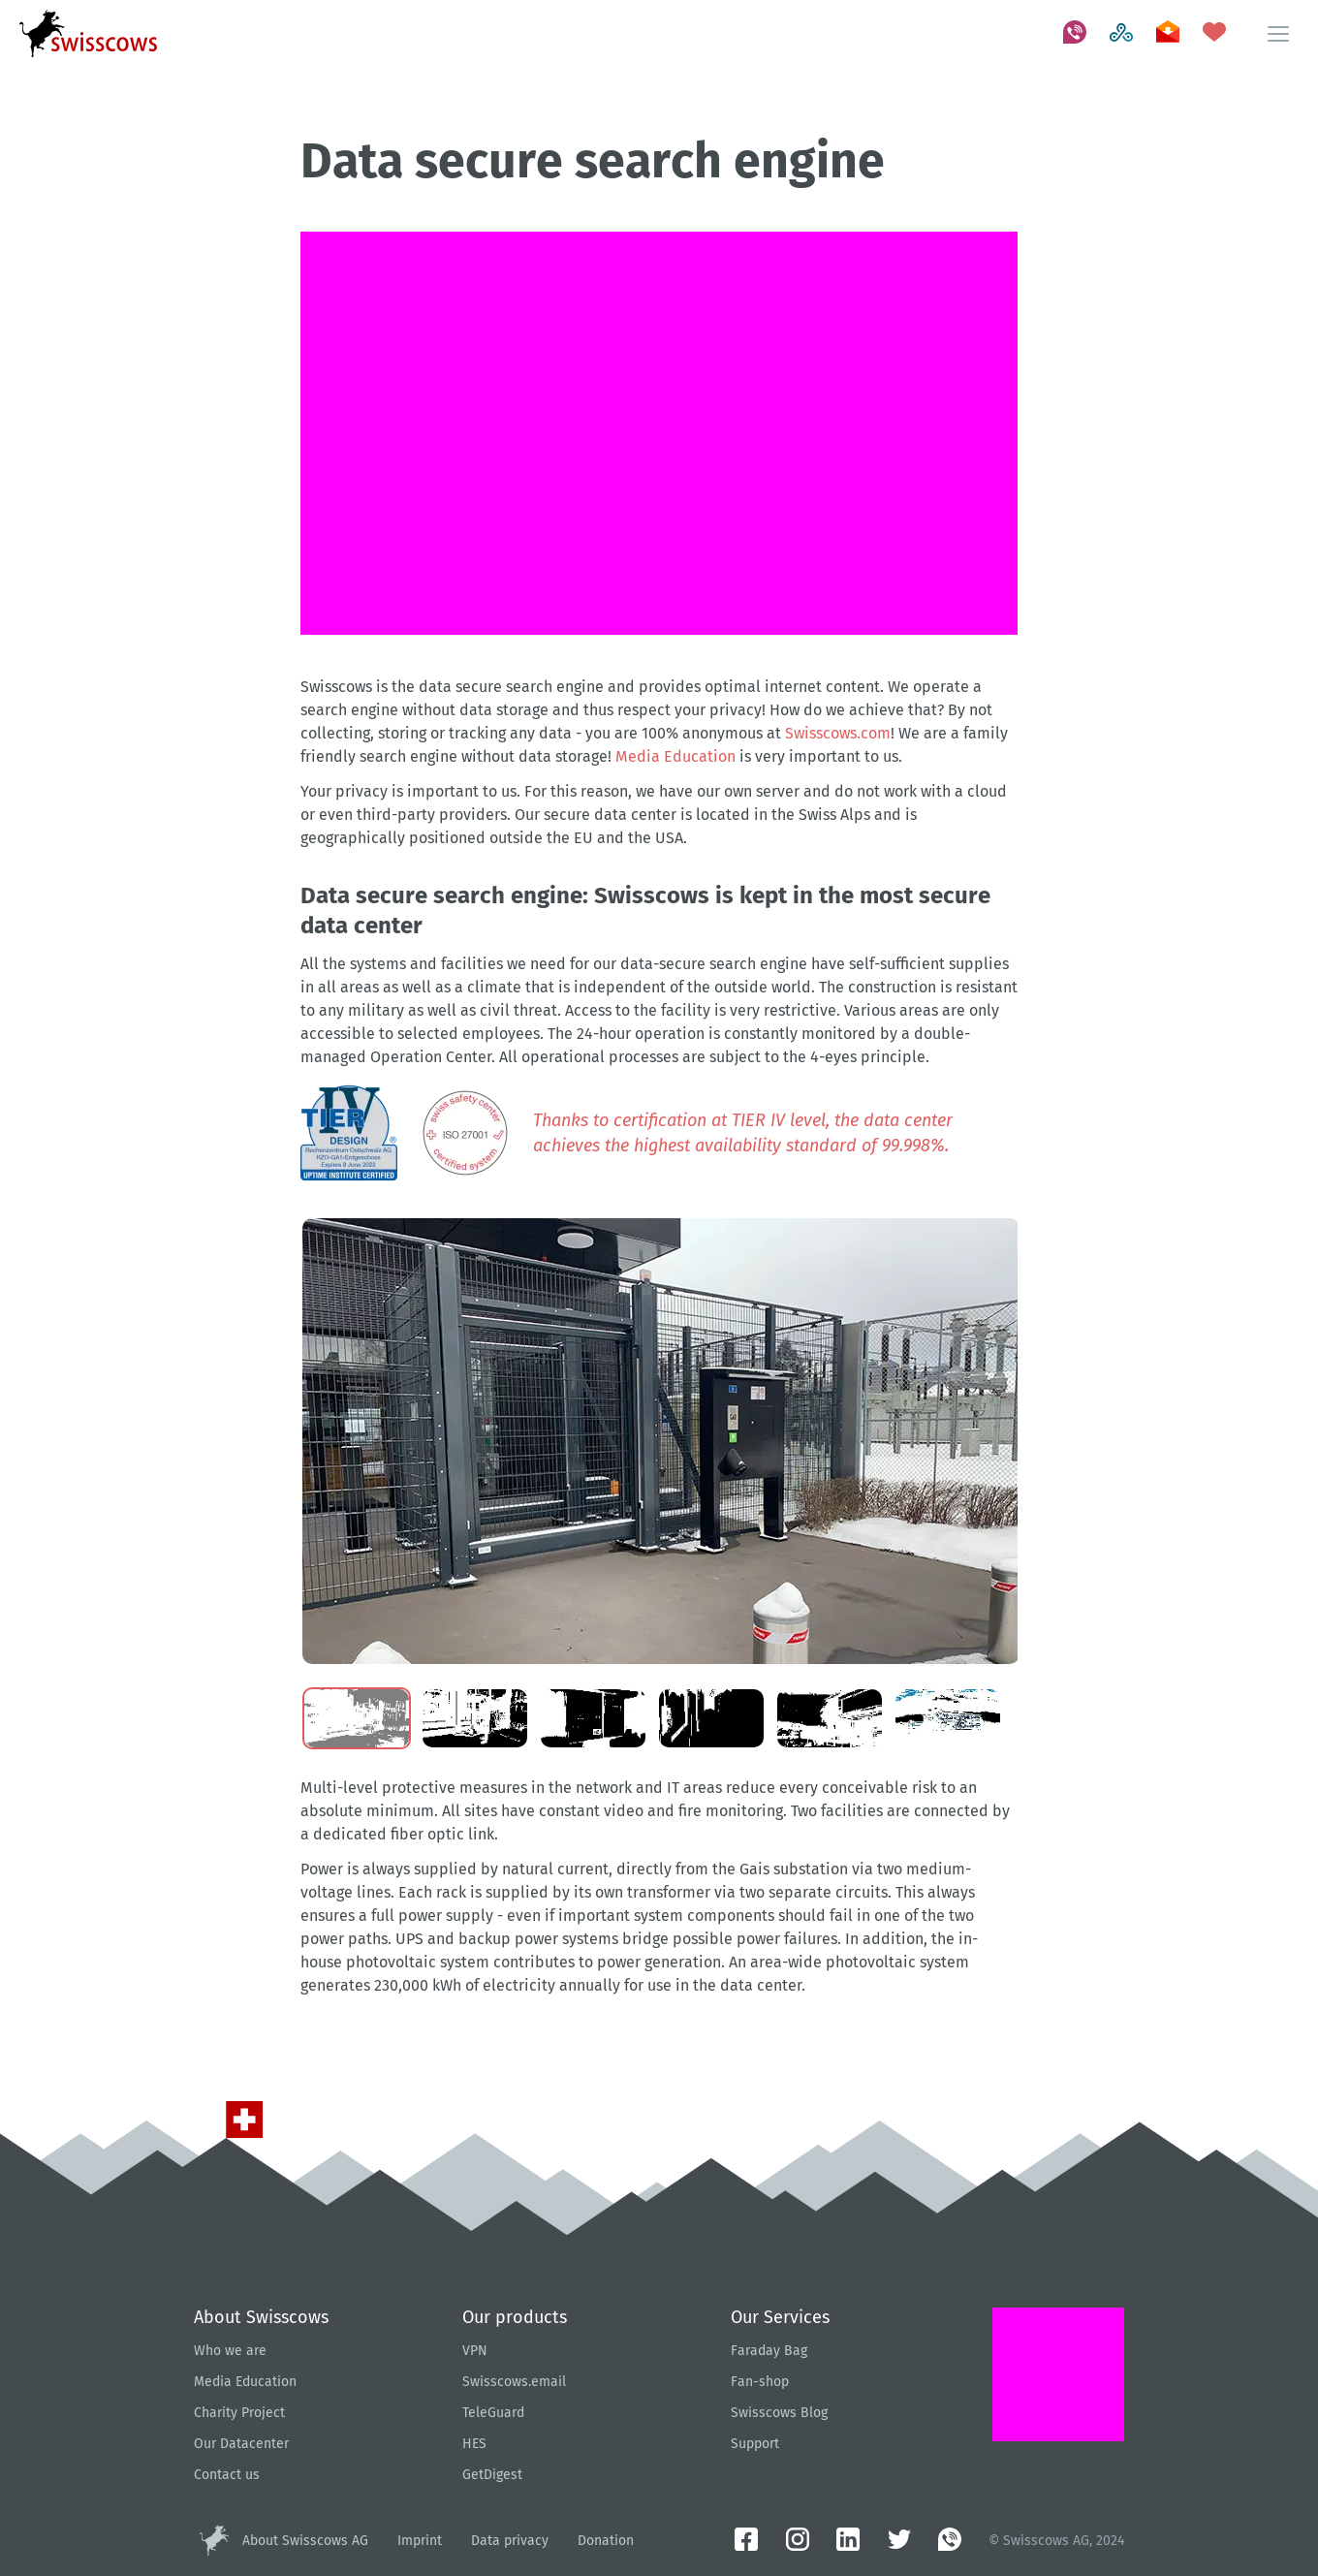 swisscows
Data secure search engine
Swisscows is the data secure search engine and provides optimal internet content. We operate a
search engine without data storage and thus respect your privacy! How do we achieve that? By not
collecting, storing or tracking any data - you are 100% anonymous at Swisscows.com! We are a family
friendly search engine without data storage! Media Education is very important to us.
Your privacy is important to us. For this reason, we have our own server and do not work with a cloud
or even third-party providers. Our secure data center is located in the Swiss Alps and is
geographically positioned outside the EU and the USA.
Data secure search engine: Swisscows is kept in the most secure
data center
All the systems and facilities we need for our data-secure search engine have self-sufficient supplies
in all areas as well as a climate that is independent of the outside world. The construction is resistant
to any military as well as civil threat. Access to the facility is very restrictive. Various areas are only
accessible to selected employees. The 24-hour operation is constantly monitored by a double-
managed Operation Center. All operational processes are subject to the 4-eyes principle.
IV
TIER
DESIGN
Rechenzentrum Ostschweiz AG
RZO-GA1-Erdgeschoss
Expires 9 June 2022
UPTIME INSTITUTE CERTIFIED
swiss safety center
ISO 27001
certified system
Thanks to certification at TIER IV level, the data center
achieves the highest availability standard of 99.998%.
Multi-level protective measures in the network and IT areas reduce every conceivable risk to an
absolute minimum. All sites have constant video and fire monitoring. Two facilities are connected by
a dedicated fiber optic link.
Power is always supplied by natural current, directly from the Gais substation via two medium-
voltage lines. Each rack is supplied by its own transformer via two separate circuits. This always
ensures a full power supply - even if important system components should fail in one of the two
power paths. UPS and backup power systems bridge possible power failures. In addition, the in-
house photovoltaic system contributes to power generation. An area-wide photovoltaic system
generates 230,000 kWh of electricity annually for use in the data center.
About Swisscows
Who we are
Media Education
Charity Project
Our Datacenter
Contact us
Our products
VPN
Swisscows.email
TeleGuard
HES
GetDigest
Our Services
Faraday Bag
Fan-shop
Swisscows Blog
Support
About Swisscows AG
Imprint
Data privacy
Donation
© Swisscows AG, 2024